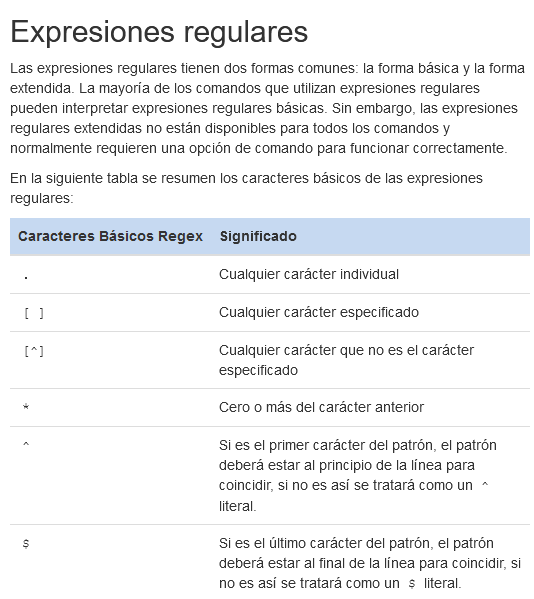 Expresiones regulares
Las expresiones regulares tienen dos formas comunes: la forma básica y la forma
extendida. La mayoría de los comandos que utilizan expresiones regulares
pueden interpretar expresiones regulares básicas. Sin embargo, las expresiones
regulares extendidas no están disponibles para todos los comandos y
normalmente requieren una opción de comando para funcionar correctamente.
En la siguiente tabla se resumen los caracteres básicos de las expresiones
regulares:
Caracteres Básicos Regex Significado
. Cualquier carácter individual
[ ] Cualquier carácter especificado
[^] Cualquier carácter que no es el carácter
especificado
* Cero o más del carácter anterior
^ Si es el primer carácter del patrón, el patrón
deberá estar al principio de la línea para
coincidir, si no es así se tratará como un ^
literal.
$ Si es el último carácter del patrón, el patrón
deberá estar al final de la línea para coincidir, si
no es así se tratará como un $ literal.